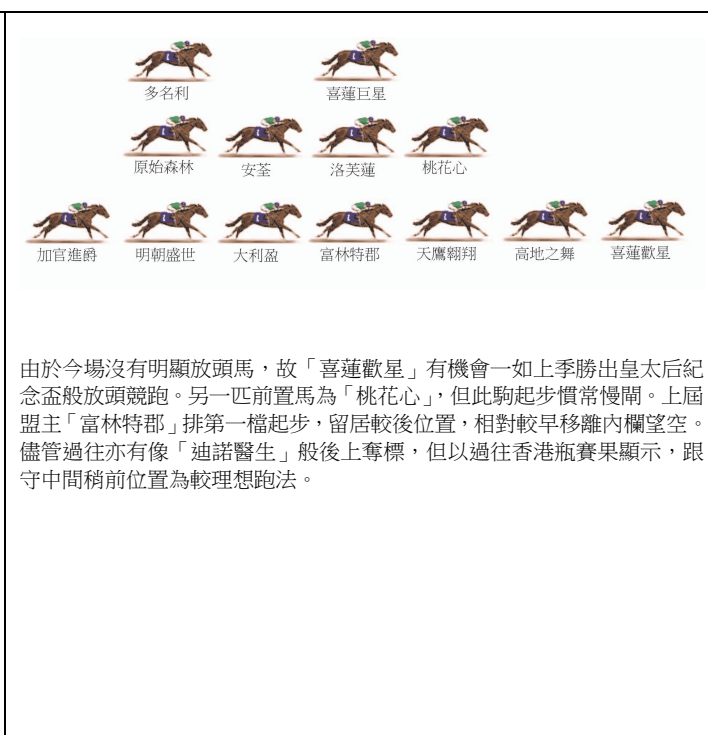 多名利 喜蓮巨星
原始森林 安荃 洛芙蓮 桃花心
加官進爵 明朝盛世 大利盈 富林特郡 天鷹翱翔 高地之舞 喜蓮歡星
由於今場沒有明顯放頭馬，故「喜蓮歡星」有機會一如上季勝出皇太后紀
念盃般放頭競跑。另一匹前置馬為「桃花心」，但此駒起步慣常慢閘。上屆
盟主「富林特郡」排第一檔起步，留居較後位置，相對較早移離內欄望空。
儘管過往亦有像「迪諾醫生」般後上奪標，但以過往香港瓶賽果顯示，跟
守中間稍前位置為較理想跑法。